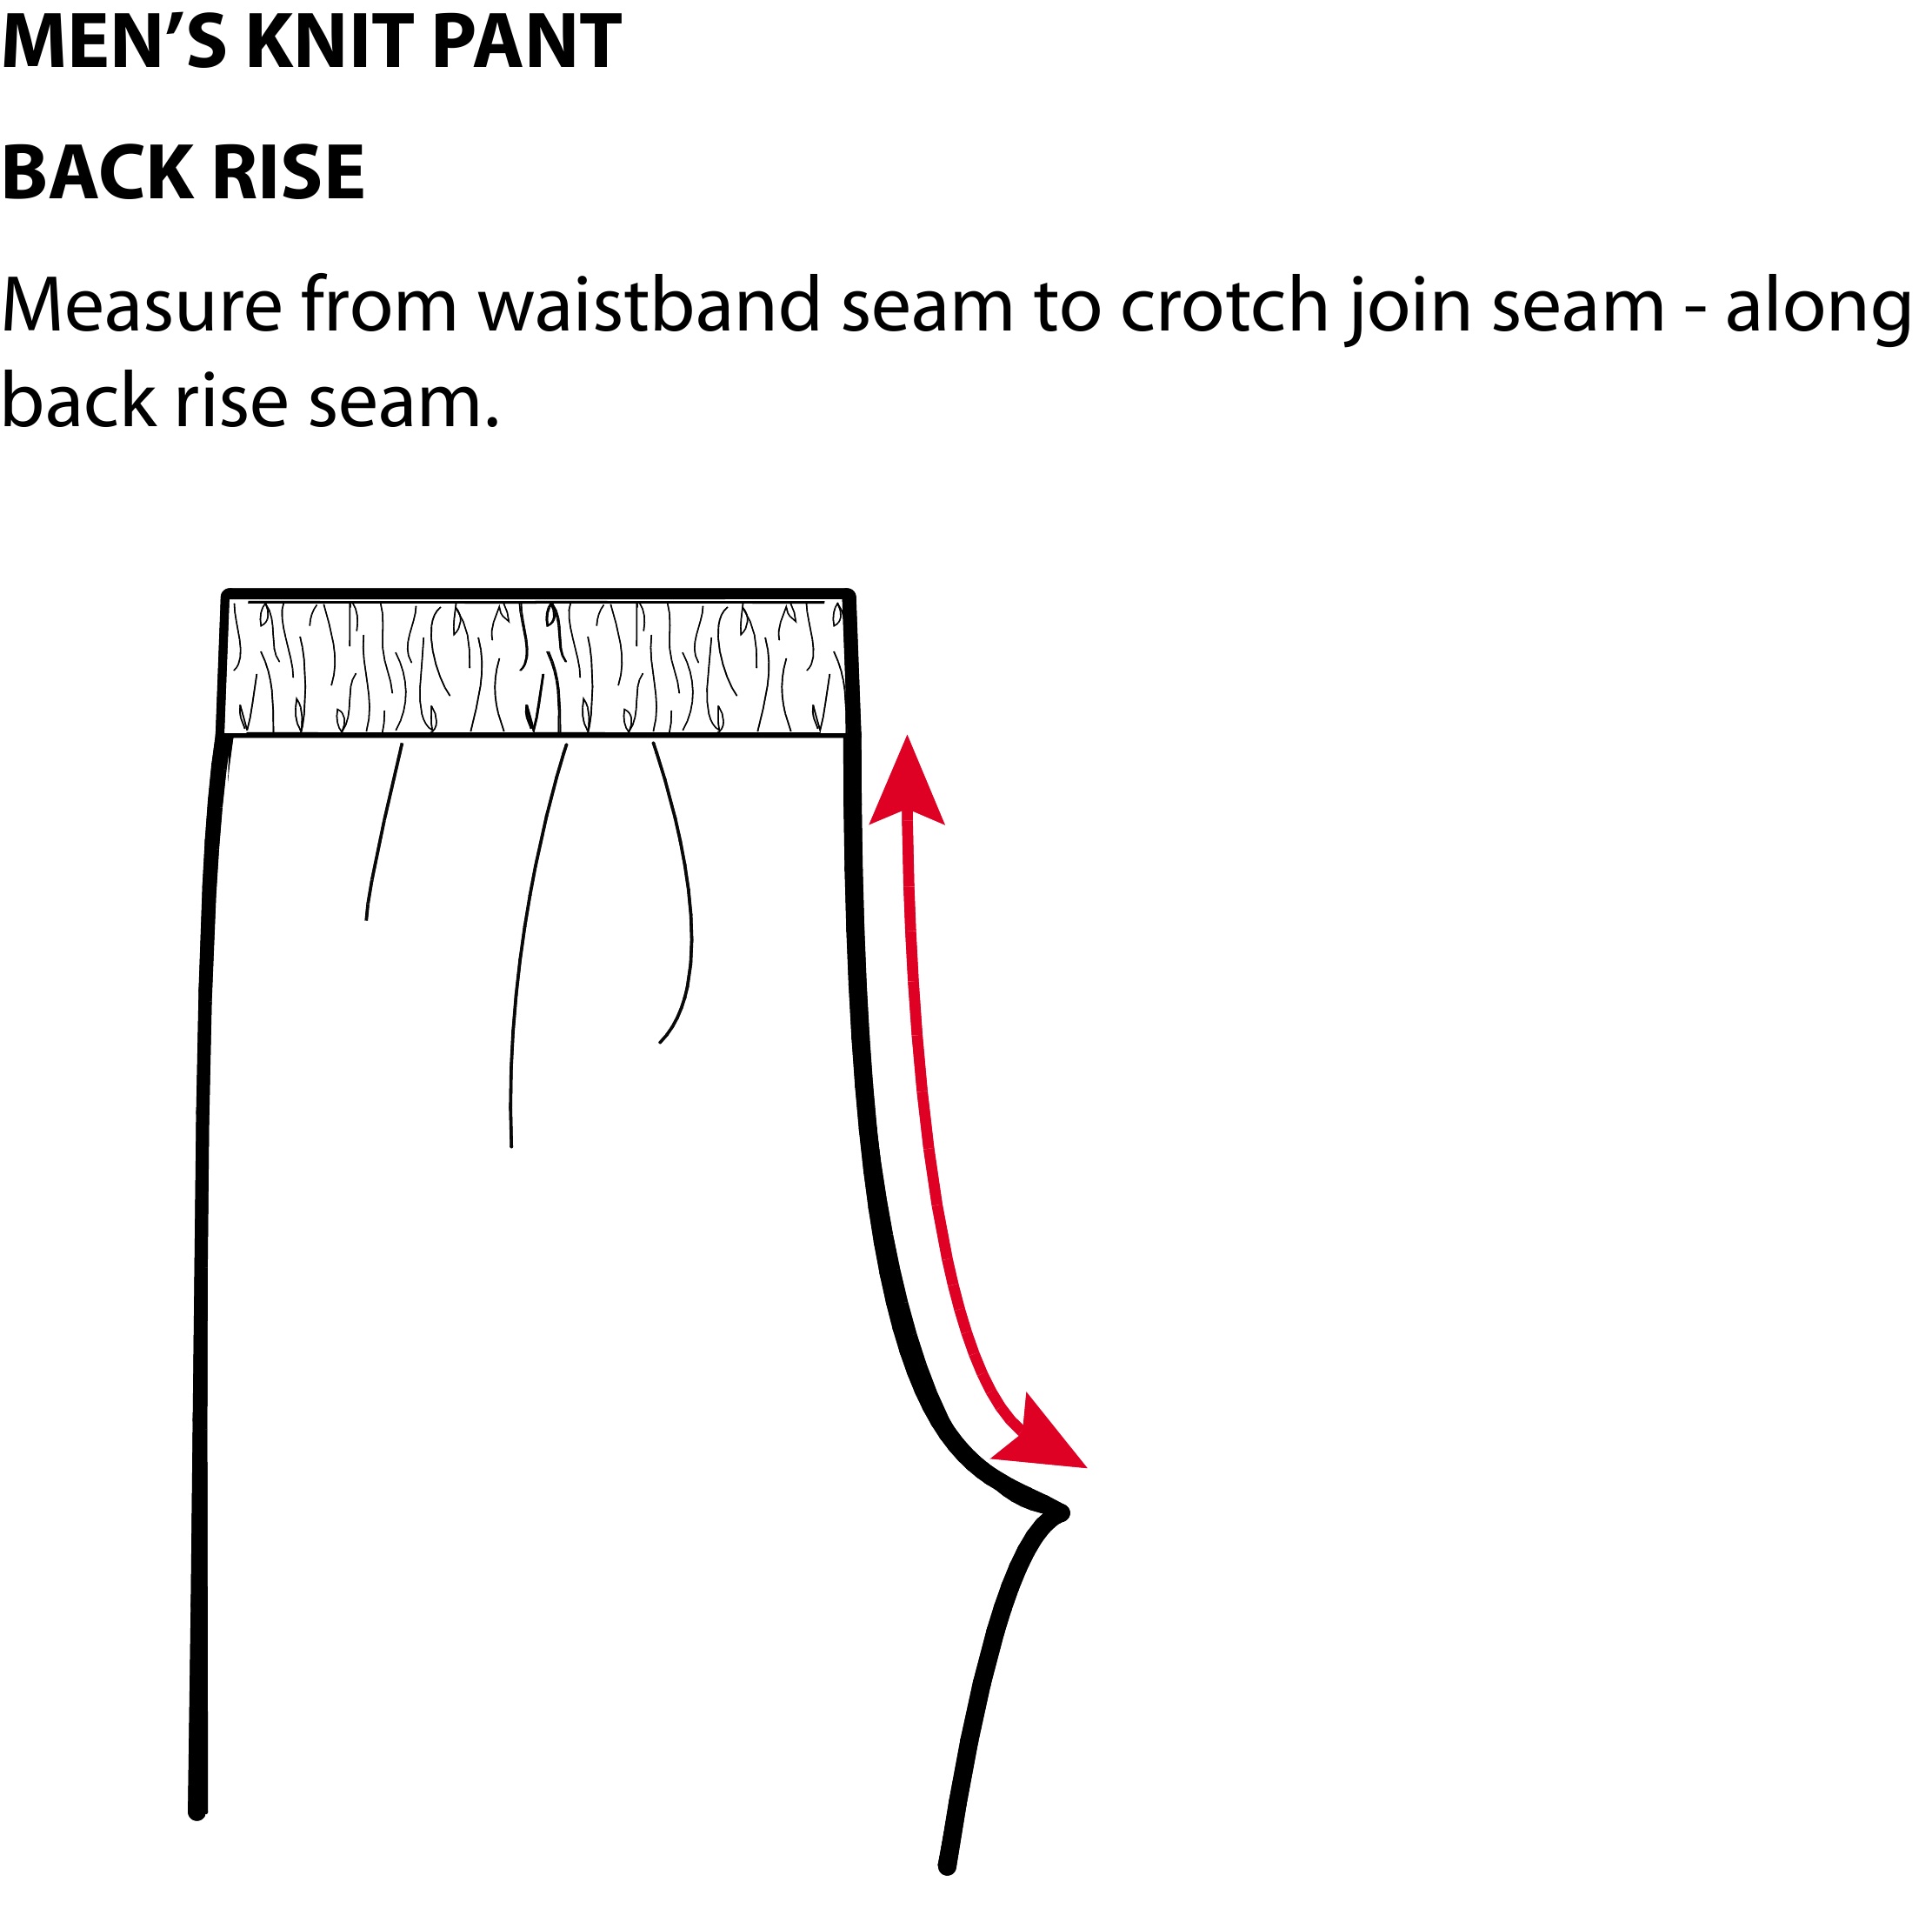 MEN’S KNIT PANT
BACK RISE
Measure from waistband seam to crotch join seam - along
back rise seam.